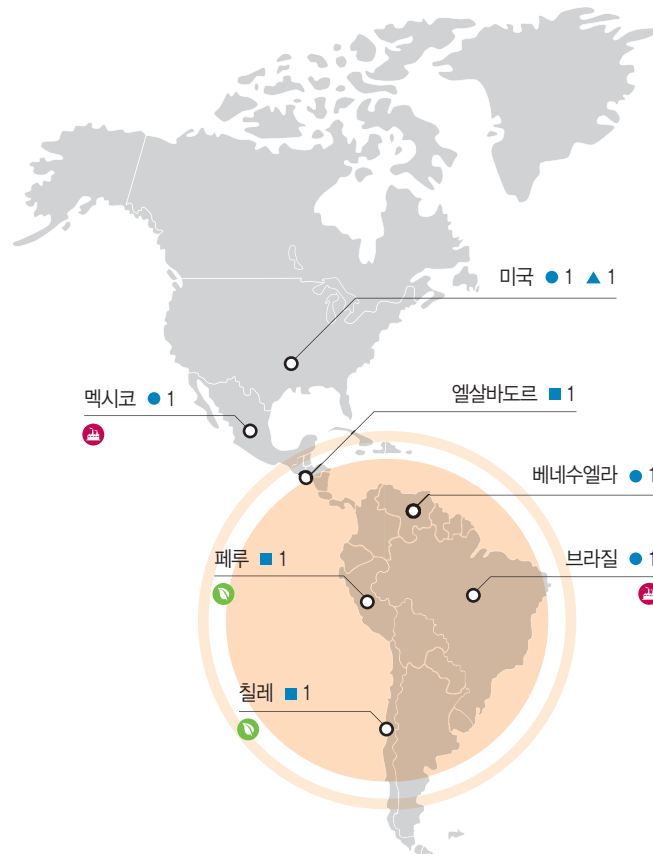 미국 ● 1 ▲ 1
멕시코 ● 1
엘살바도르 ■ 1
베네수엘라 ● 1
페루 ■ 1
브라질 ● 1
칠레 ■ 1